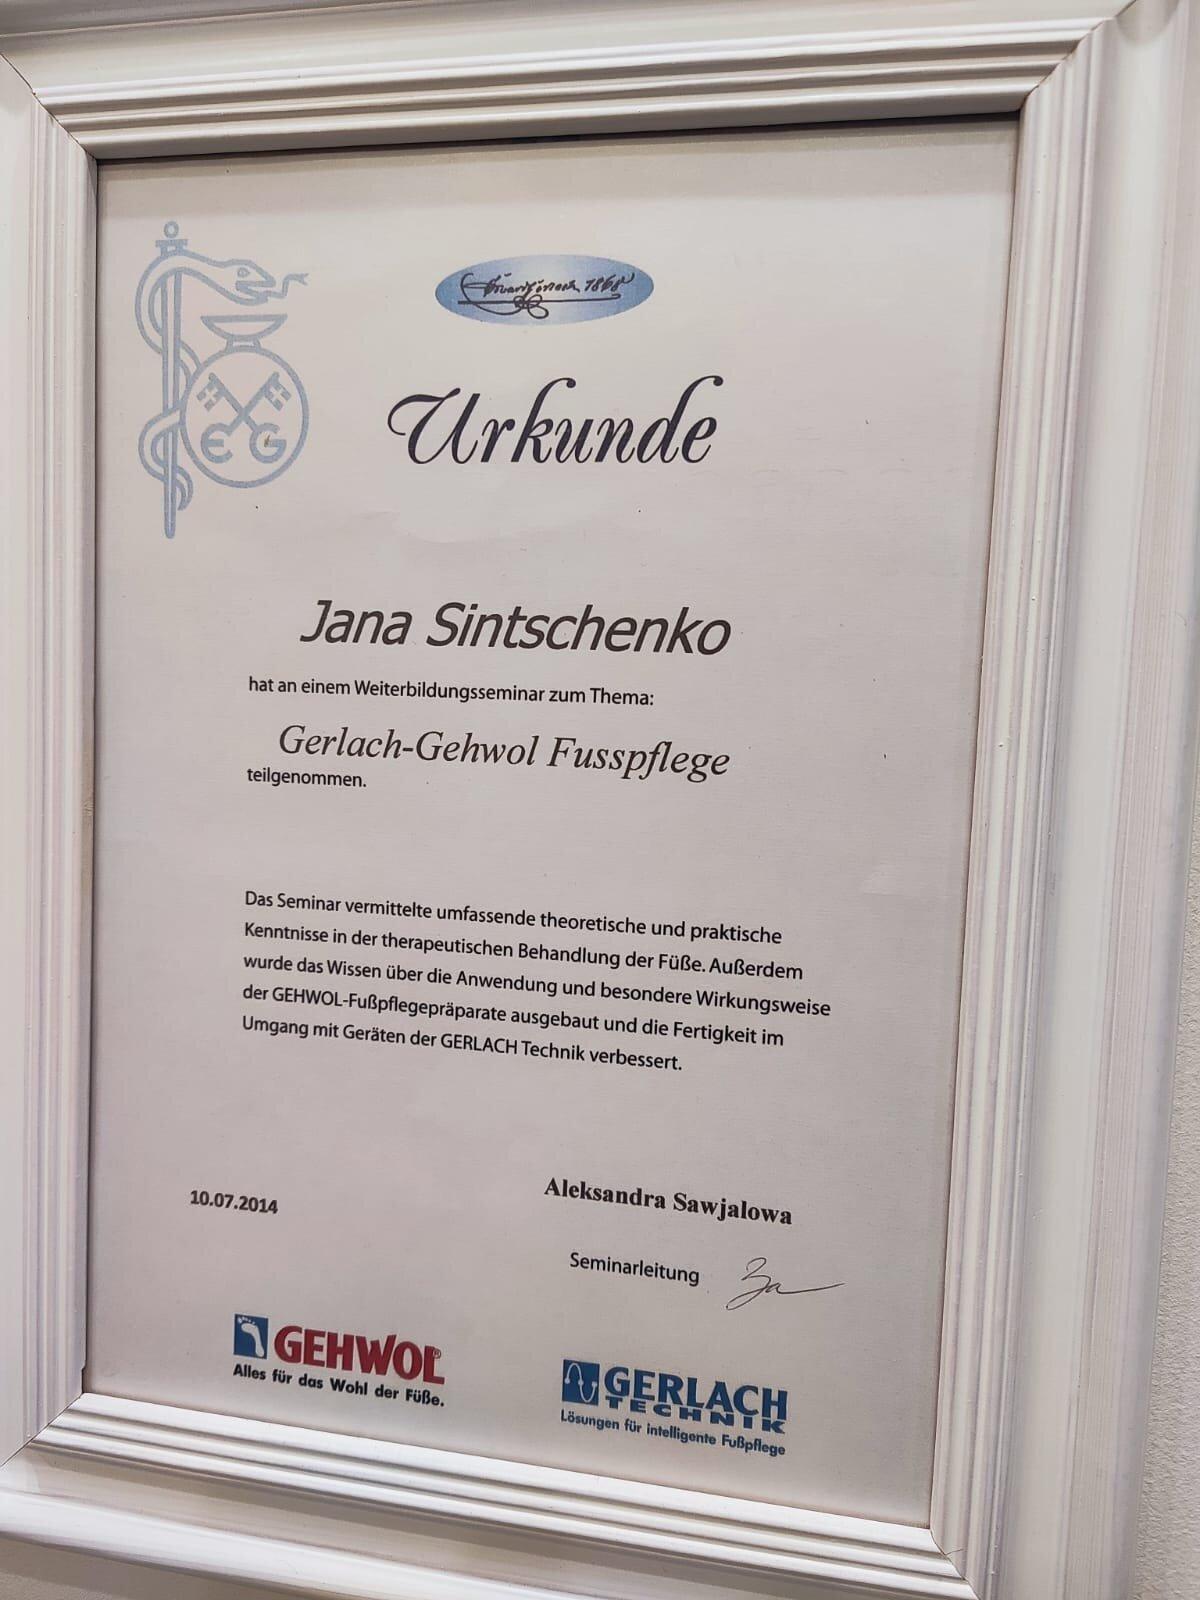 1868
Urkunde
E G
Jana Sintschenko
hat an einem Weiterbildungsseminar zum Thema:
Gerlach-Gehwol Fusspflege
teilgenommen.
Das Seminar vermittelte umfassende theoretische und praktische
Kenntnisse in der therapeutischen Behandlung der Füße. Außerdem
wurde das Wissen über die Anwendung und besondere Wirkungsweise
der GEHWOL-Fußpflegepräparate ausgebaut und die Fertigkeit im
Umgang mit Geräten der GERLACH Technik verbessert.
10.07.2014
Aleksandra Sawjalowa
Seminarleitung
GEHWOL®
Alles für das Wohl der Füße.
GERLACH
TECHNIK
Lösungen für intelligente Fußpflege